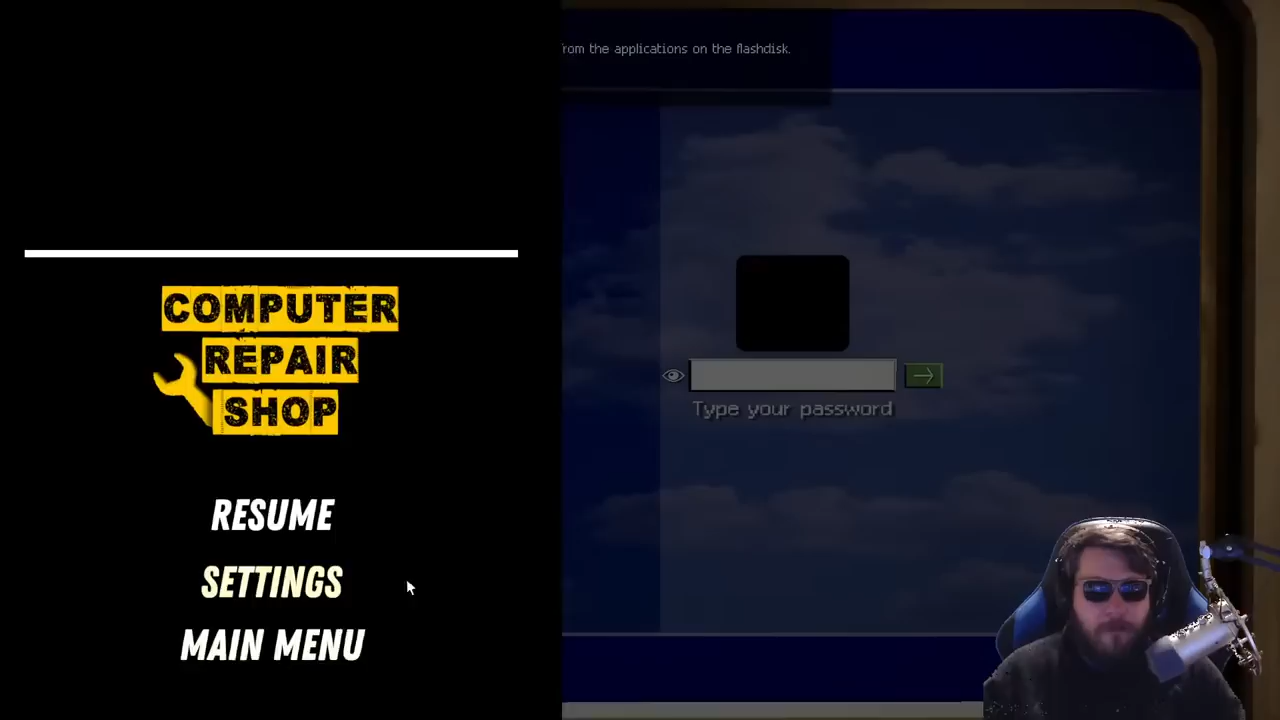 from the applications on the flashdisk.
COMPUTER
REPAIR
SHOP
Type your password
RESUME
SETTINGS
MAIN MENU